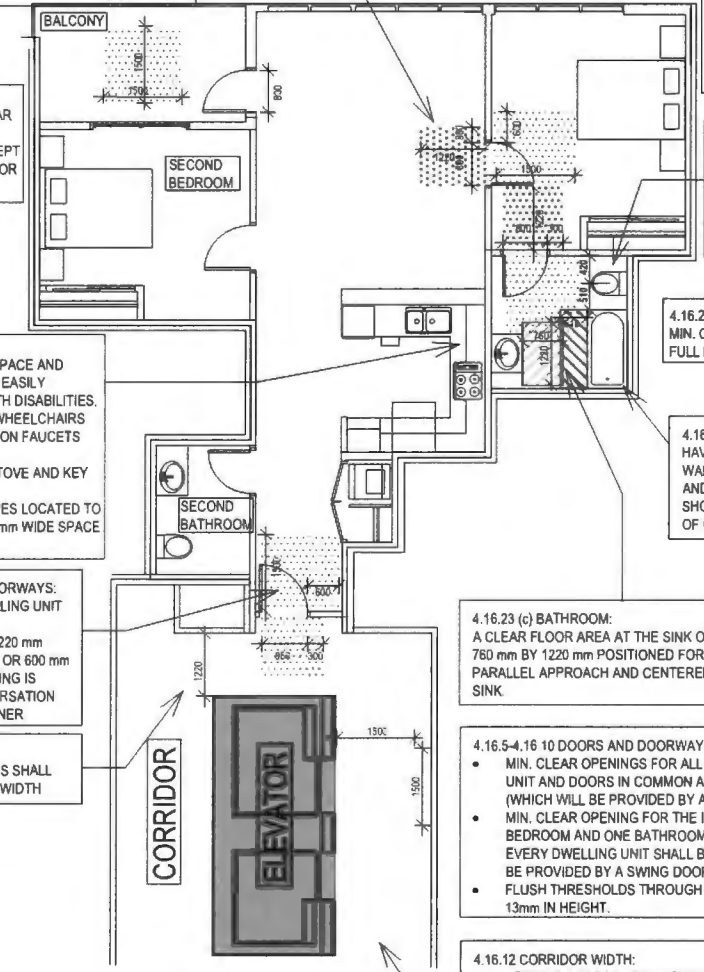 BALCONY
1500
1500
800
AR
EPT
OR
SECOND
BEDROOM
1500
600
1220
4.16.2
MIN. C
FULL
420
510
760
1220
PACE AND
EASILY
TH DISABILITIES.
WHEELCHAIRS
ON FAUCETS
TOVE AND KEY
ES LOCATED TO
mm WIDE SPACE
4.16
HAV
WAL
AND
SHO
OF
SECOND
BATHROOM
1500
600
ORWAYS:
LING UNIT
220 mm
OR 600 mm
ING IS
ERSATION
NER
1220
300
S SHALL
WIDTH
CORRIDOR
ELEVATOR
1500
1500
4.16.23 (c) BATHROOM:
A CLEAR FLOOR AREA AT THE SINK O
760 mm BY 1220 mm POSITIONED FOR
PARALLEL APPROACH AND CENTERE
SINK.
4.16.5-4.16 10 DOORS AND DOORWAY
• MIN. CLEAR OPENINGS FOR ALL
UNIT AND DOORS IN COMMON A
(WHICH WILL BE PROVIDED BY A
• MIN. CLEAR OPENING FOR THE I
BEDROOM AND ONE BATHROOM
EVERY DWELLING UNIT SHALL B
BE PROVIDED BY A SWING DOOR
• FLUSH THRESHOLDS THROUGH
13mm IN HEIGHT.
4.16.12 CORRIDOR WIDTH: